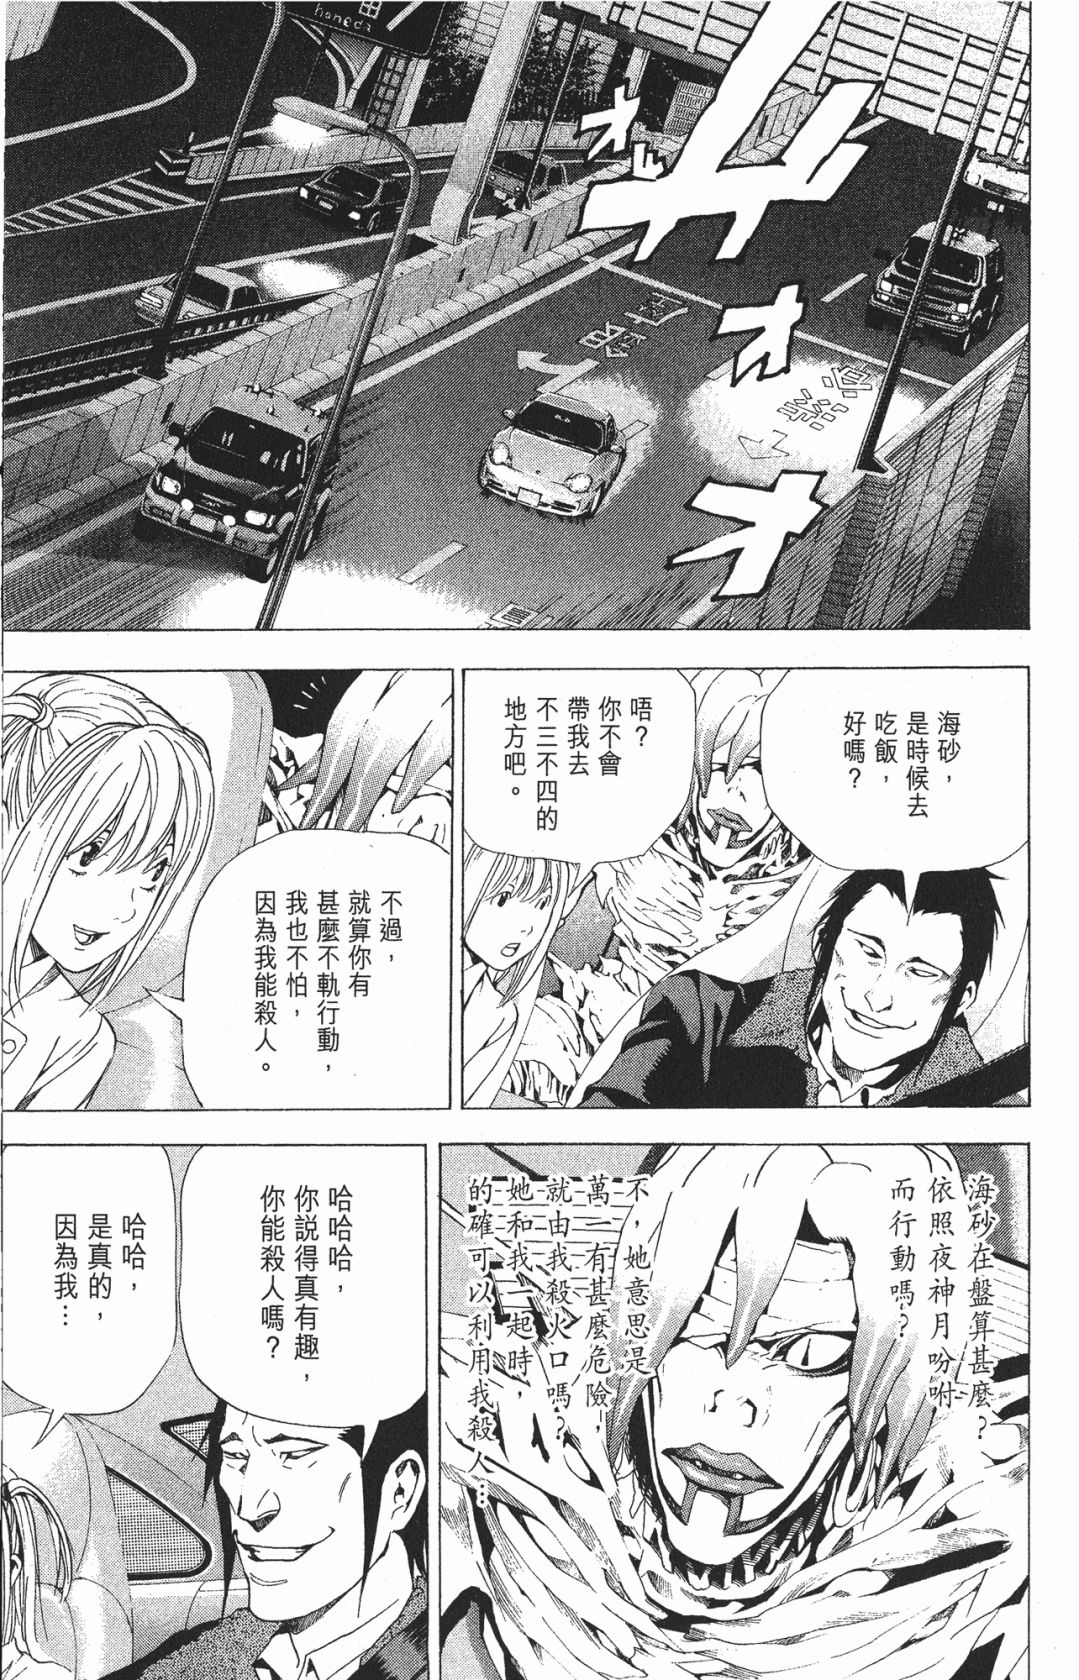 羽田
haneda
ゴオオオ
海砂，
是時候去
吃飯，
好嗎？
唔？
你不會
帶我去
不三不四的
地方吧。
不過，
就算你有
甚麼不軌行動，
我也不怕，
因為我能殺人。
海砂在盤算甚麼？
依照夜神月吩咐
而行動嗎？
不，她意思是
萬一有甚麼危險，
就由我殺火口嗎？
她和我一起時，
的確可以利用我殺人…
哈哈哈，
你説得真有趣，
你能殺人嗎？
哈哈，
是真的，
因為我…